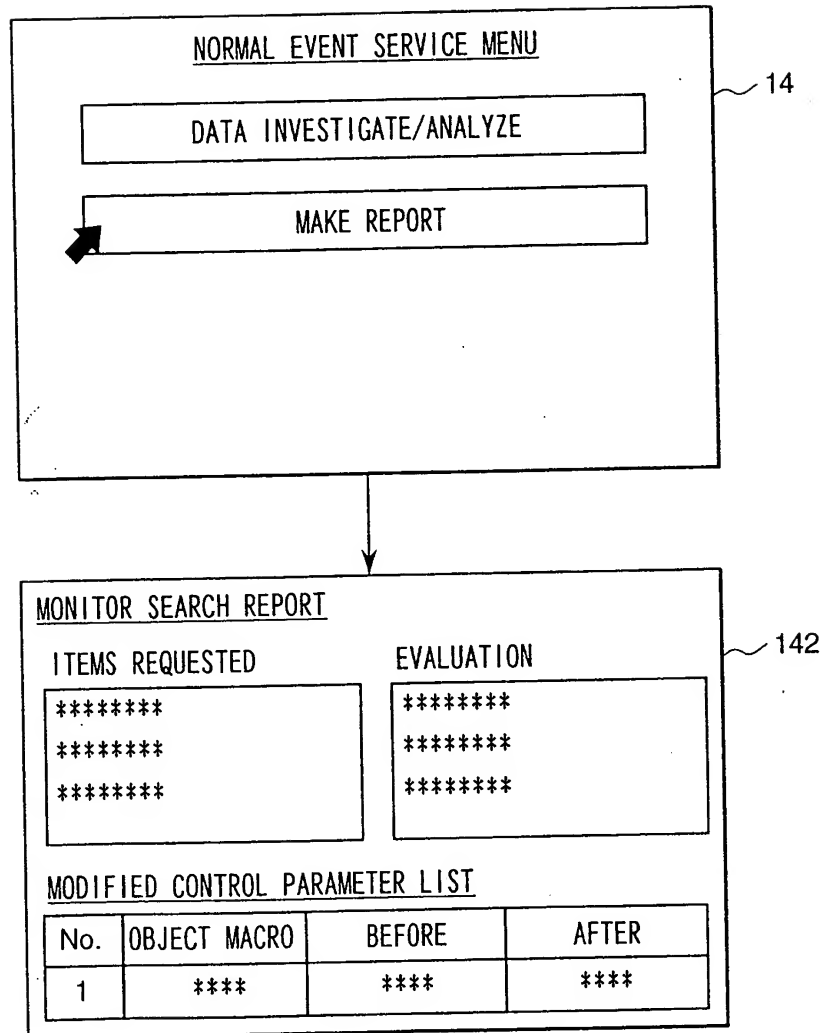 NORMAL EVENT SERVICE MENU
14
DATA INVESTIGATE/ANALYZE
MAKE REPORT
MONITOR SEARCH REPORT
142
ITEMS REQUESTED
EVALUATION
********
********
********
********
********
********
MODIFIED CONTROL PARAMETER LIST
No. OBJECT MACRO BEFORE AFTER
1 **** **** ****